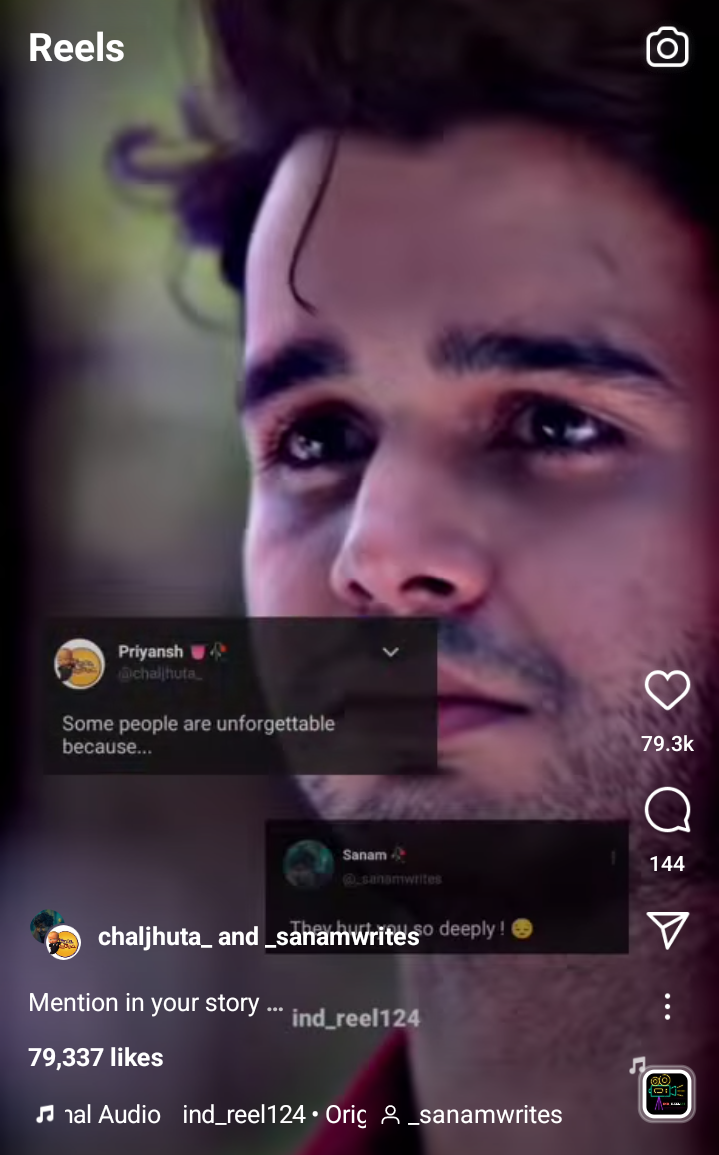 Reels
Priyansh 👅🥀
@chaljhuta_
Some people are unforgettable
because...
79.3k
Sanam 🥀
@_sanamwrites
144
They hurt you so deeply ! 😔
chaljhuta_ and _sanamwrites
Mention in your story ...
ind_reel124
79,337 likes
nal Audio ind_reel124 • Orig _sanamwrites